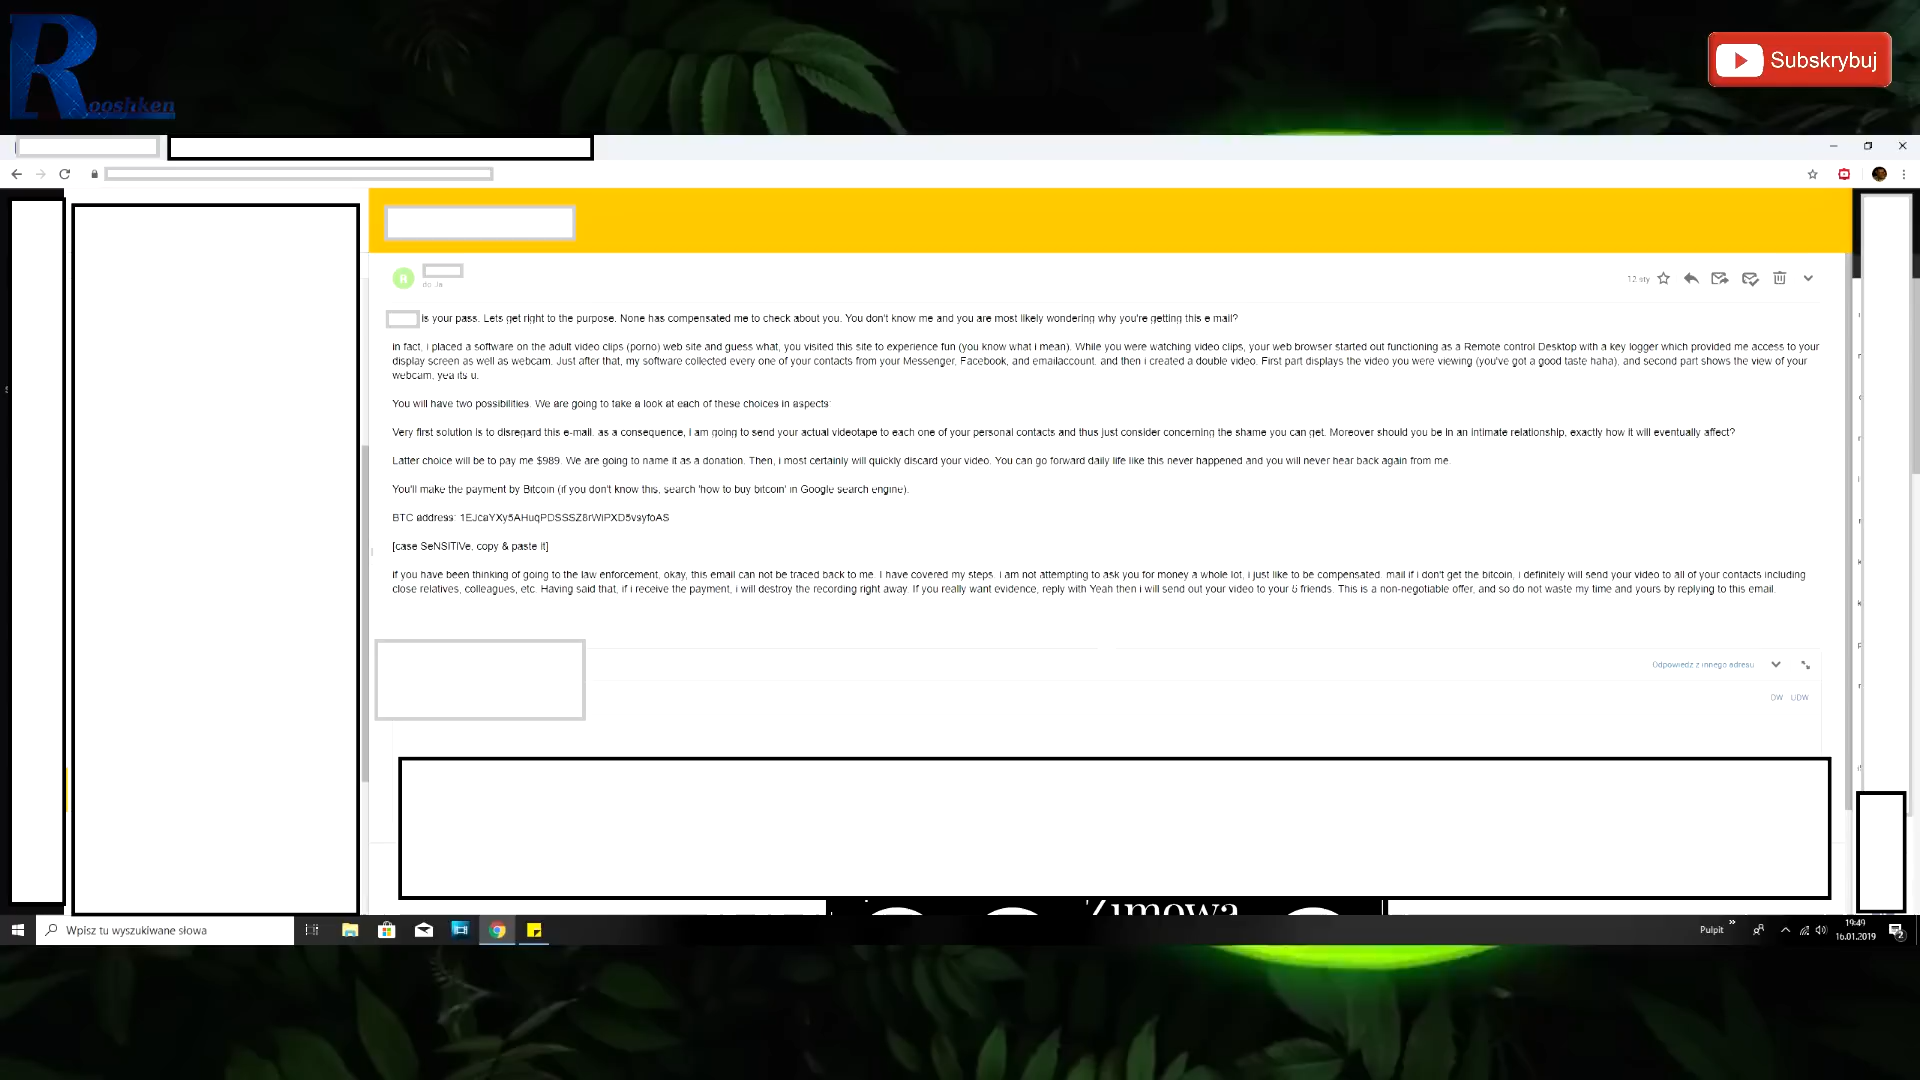 Rooshken
Subskrybuj
A
do: Ja
12 sty
is your pass. Lets get right to the purpose. None has compensated me to check about you. You don't know me and you are most likely wondering why you're getting this e mail?
in fact, i placed a software on the adult video clips (porno) web site and guess what, you visited this site to experience fun (you know what i mean). While you were watching video clips, your web browser started out functioning as a Remote control Desktop with a key logger which provided me access to your
display screen as well as webcam. Just after that, my software collected every one of your contacts from your Messenger, Facebook, and emailaccount. and then i created a double video. First part displays the video you were viewing (you've got a good taste haha), and second part shows the view of your
webcam, yea its u.
You will have two possibilities. We are going to take a look at each of these choices in aspects:
Very first solution is to disregard this e-mail. as a consequence, I am going to send your actual videotape to each one of your personal contacts and thus just consider concerning the shame you can get. Moreover should you be in an intimate relationship, exactly how it will eventually affect?
Latter choice will be to pay me $989. We are going to name it as a donation. Then, i most certainly will quickly discard your video. You can go forward daily life like this never happened and you will never hear back again from me.
You'll make the payment by Bitcoin (if you don't know this, search 'how to buy bitcoin' in Google search engine).
BTC address:
[case SeNSiTiVe, copy & paste it]
if you have been thinking of going to the law enforcement, okay, this email can not be traced back to me. I have covered my steps. i am not attempting to ask you for money a whole lot, i just like to be compensated. mail if i don't get the bitcoin, i definitely will send your video to all of your contacts including
close relatives, colleagues, etc. Having said that, if i receive the payment, i will destroy the recording right away. If you really want evidence, reply with Yeah then i will send out your video to your 5 friends. This is a non-negotiable offer, and so do not waste my time and yours by replying to this email.
Odpowiedz z innego adresu
DW UDW
Zimowa
Wpisz tu wyszukiwane słowa
Pulpit
19:49
16.01.2019
2